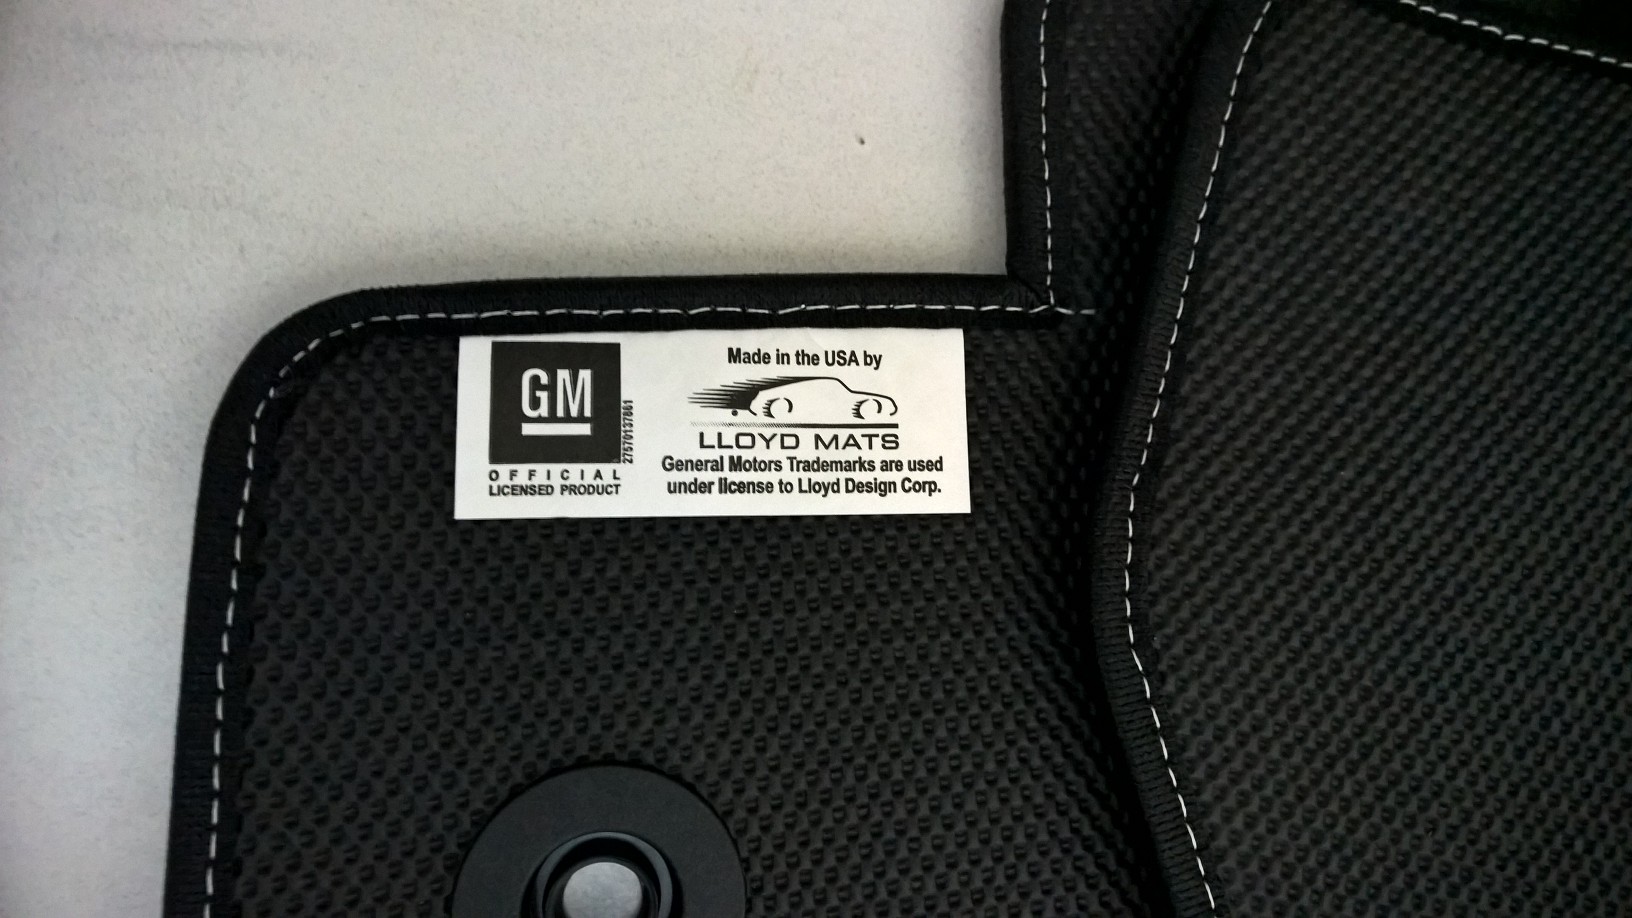 GM
27570137861
OFFICIAL
LICENSED PRODUCT
Made in the USA by
LLOYD MATS
General Motors Trademarks are used
under license to Lloyd Design Corp.